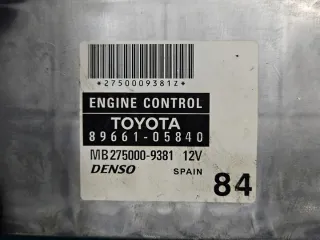 *2750009381Z*
ENGINE CONTROL
TOYOTA
89661-05840
MB275000-9381 12V
DENSO SPAIN 84